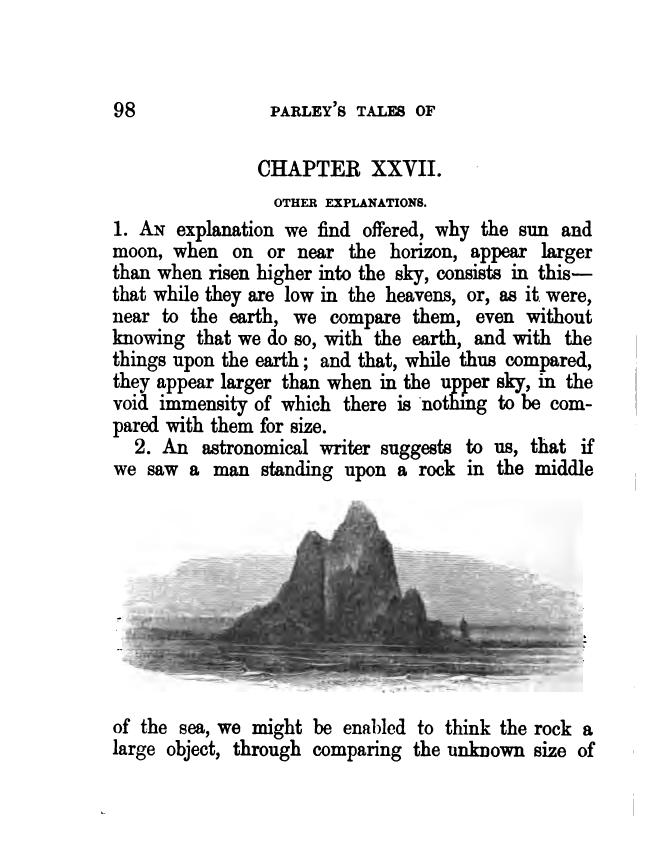 98 PARLEY'S TALES OF
CHAPTER XXVII.
OTHER EXPLANATIONS.
1. AN explanation we find offered, why the sun and
moon, when on or near the horizon, appear larger
than when risen higher into the sky, consists in this—
that while they are low in the heavens, or, as it were,
near to the earth, we compare them, even without
knowing that we do so, with the earth, and with the
things upon the earth; and that, while thus compared,
they appear larger than when in the upper sky, in the
void immensity of which there is nothing to be com-
pared with them for size.
2. An astronomical writer suggests to us, that if
we saw a man standing upon a rock in the middle
of the sea, we might be enabled to think the rock a
large object, through comparing the unknown size of